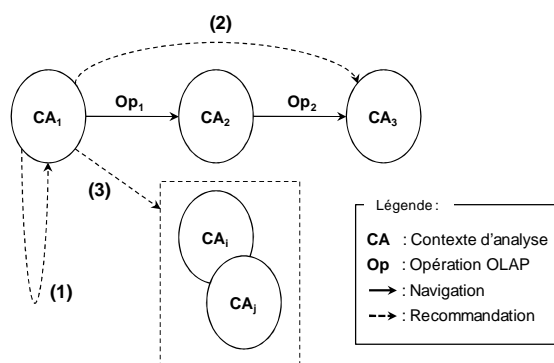 (2)
Op1
Op2
CA1
CA2
CA3
(3)
(1)
CAi
CAj
Légende :
CA : Contexte d'analyse
Op : Opération OLAP
: Navigation
: Recommandation